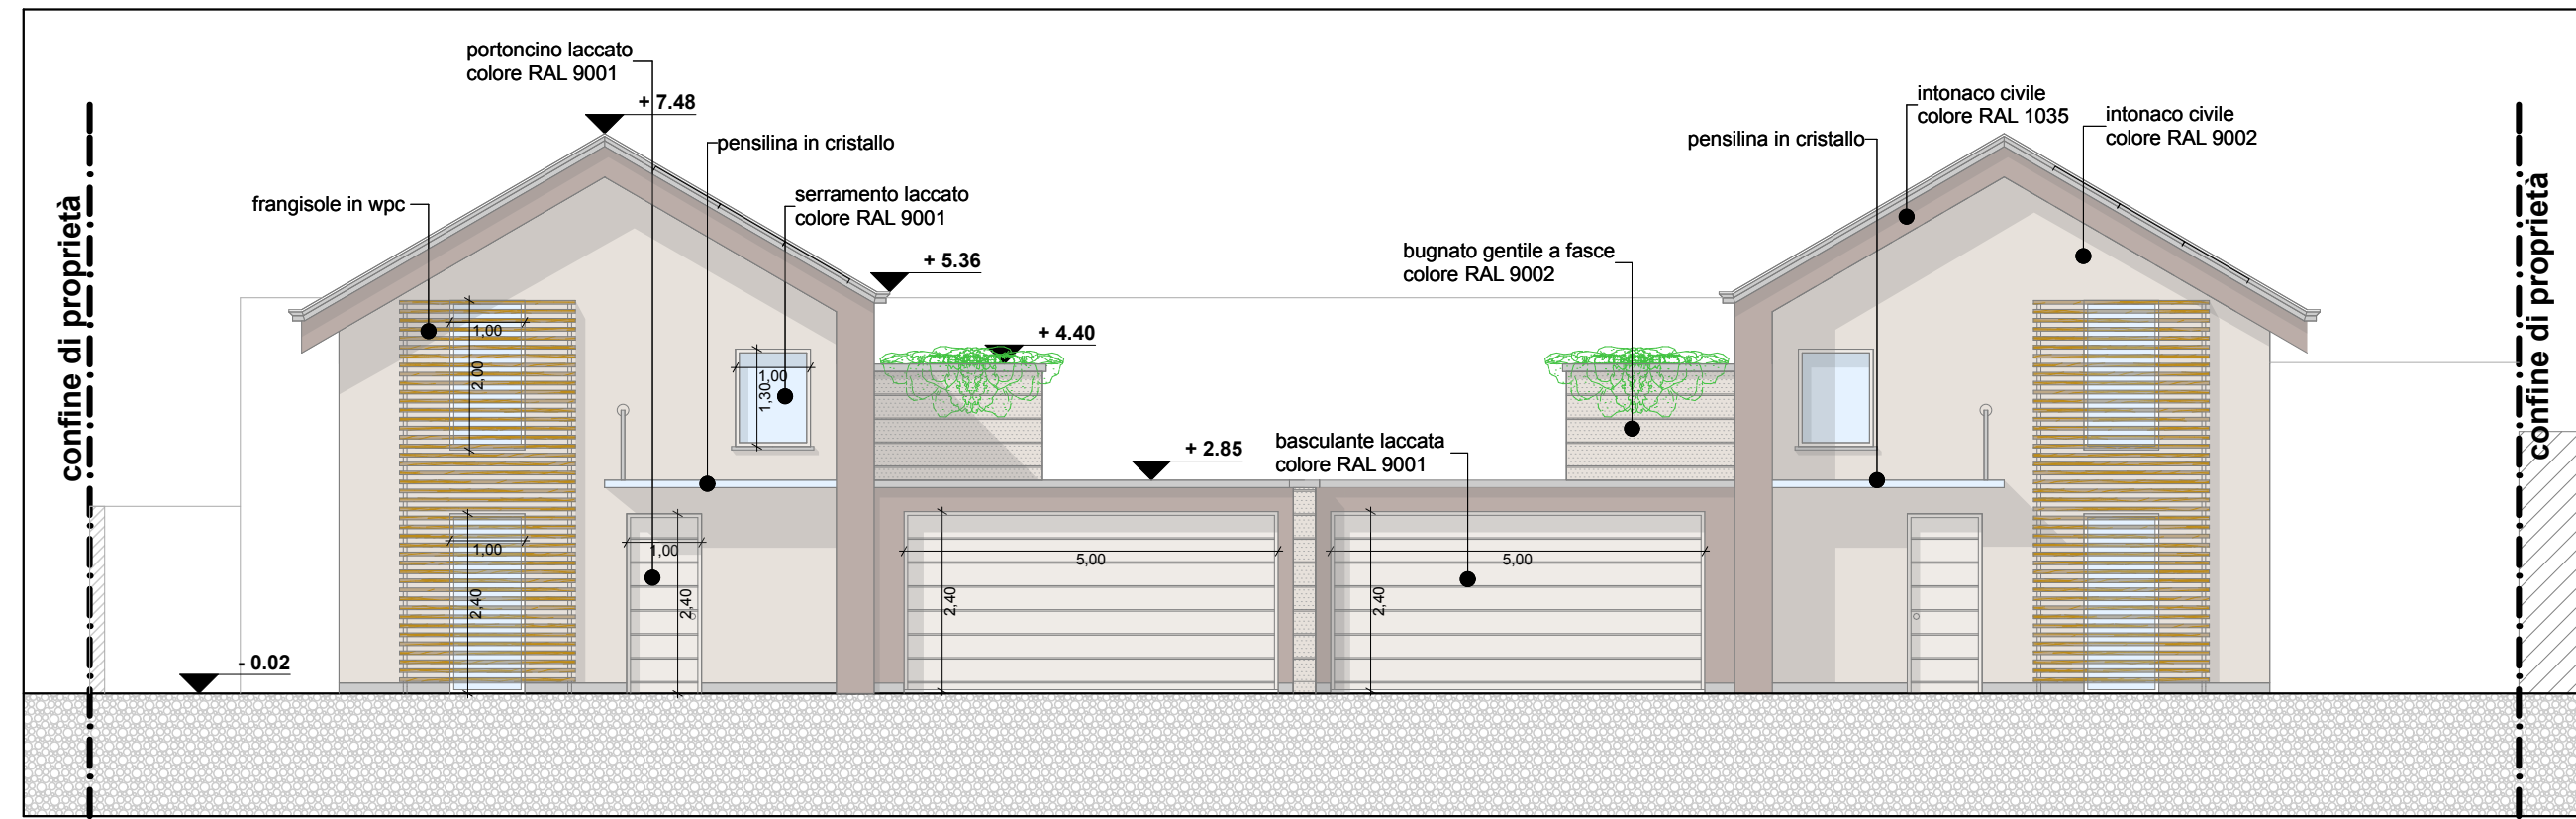 portoncino laccato
colore RAL 9001
+ 7.48
pensilina in cristallo
serramento laccato
colore RAL 9001
frangisole in wpc
confine di proprietà
+ 5.36
+ 4.40
+ 2.85
- 0.02
1,00
2,00
1,00
1,30
1,00
2,40
1,00
2,40
5,00
2,40
5,00
2,40
basculante laccata
colore RAL 9001
bugnato gentile a fasce
colore RAL 9002
pensilina in cristallo
intonaco civile
colore RAL 1035
intonaco civile
colore RAL 9002
confine di proprietà